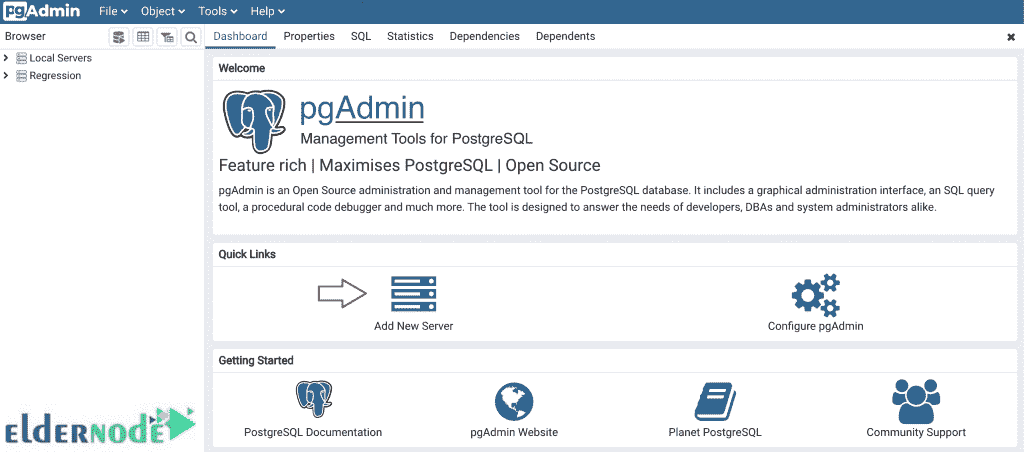 pgAdmin File Object Tools Help
Browser Dashboard Properties SQL Statistics Dependencies Dependents
Local Servers
Regression
Welcome
pgAdmin
Management Tools for PostgreSQL
Feature rich | Maximises PostgreSQL | Open Source
pgAdmin is an Open Source administration and management tool for the PostgreSQL database. It includes a graphical administration interface, an SQL query
tool, a procedural code debugger and much more. The tool is designed to answer the needs of developers, DBAs and system administrators alike.
Quick Links
Add New Server Configure pgAdmin
Getting Started
PostgreSQL Documentation pgAdmin Website Planet PostgreSQL Community Support
eldernode